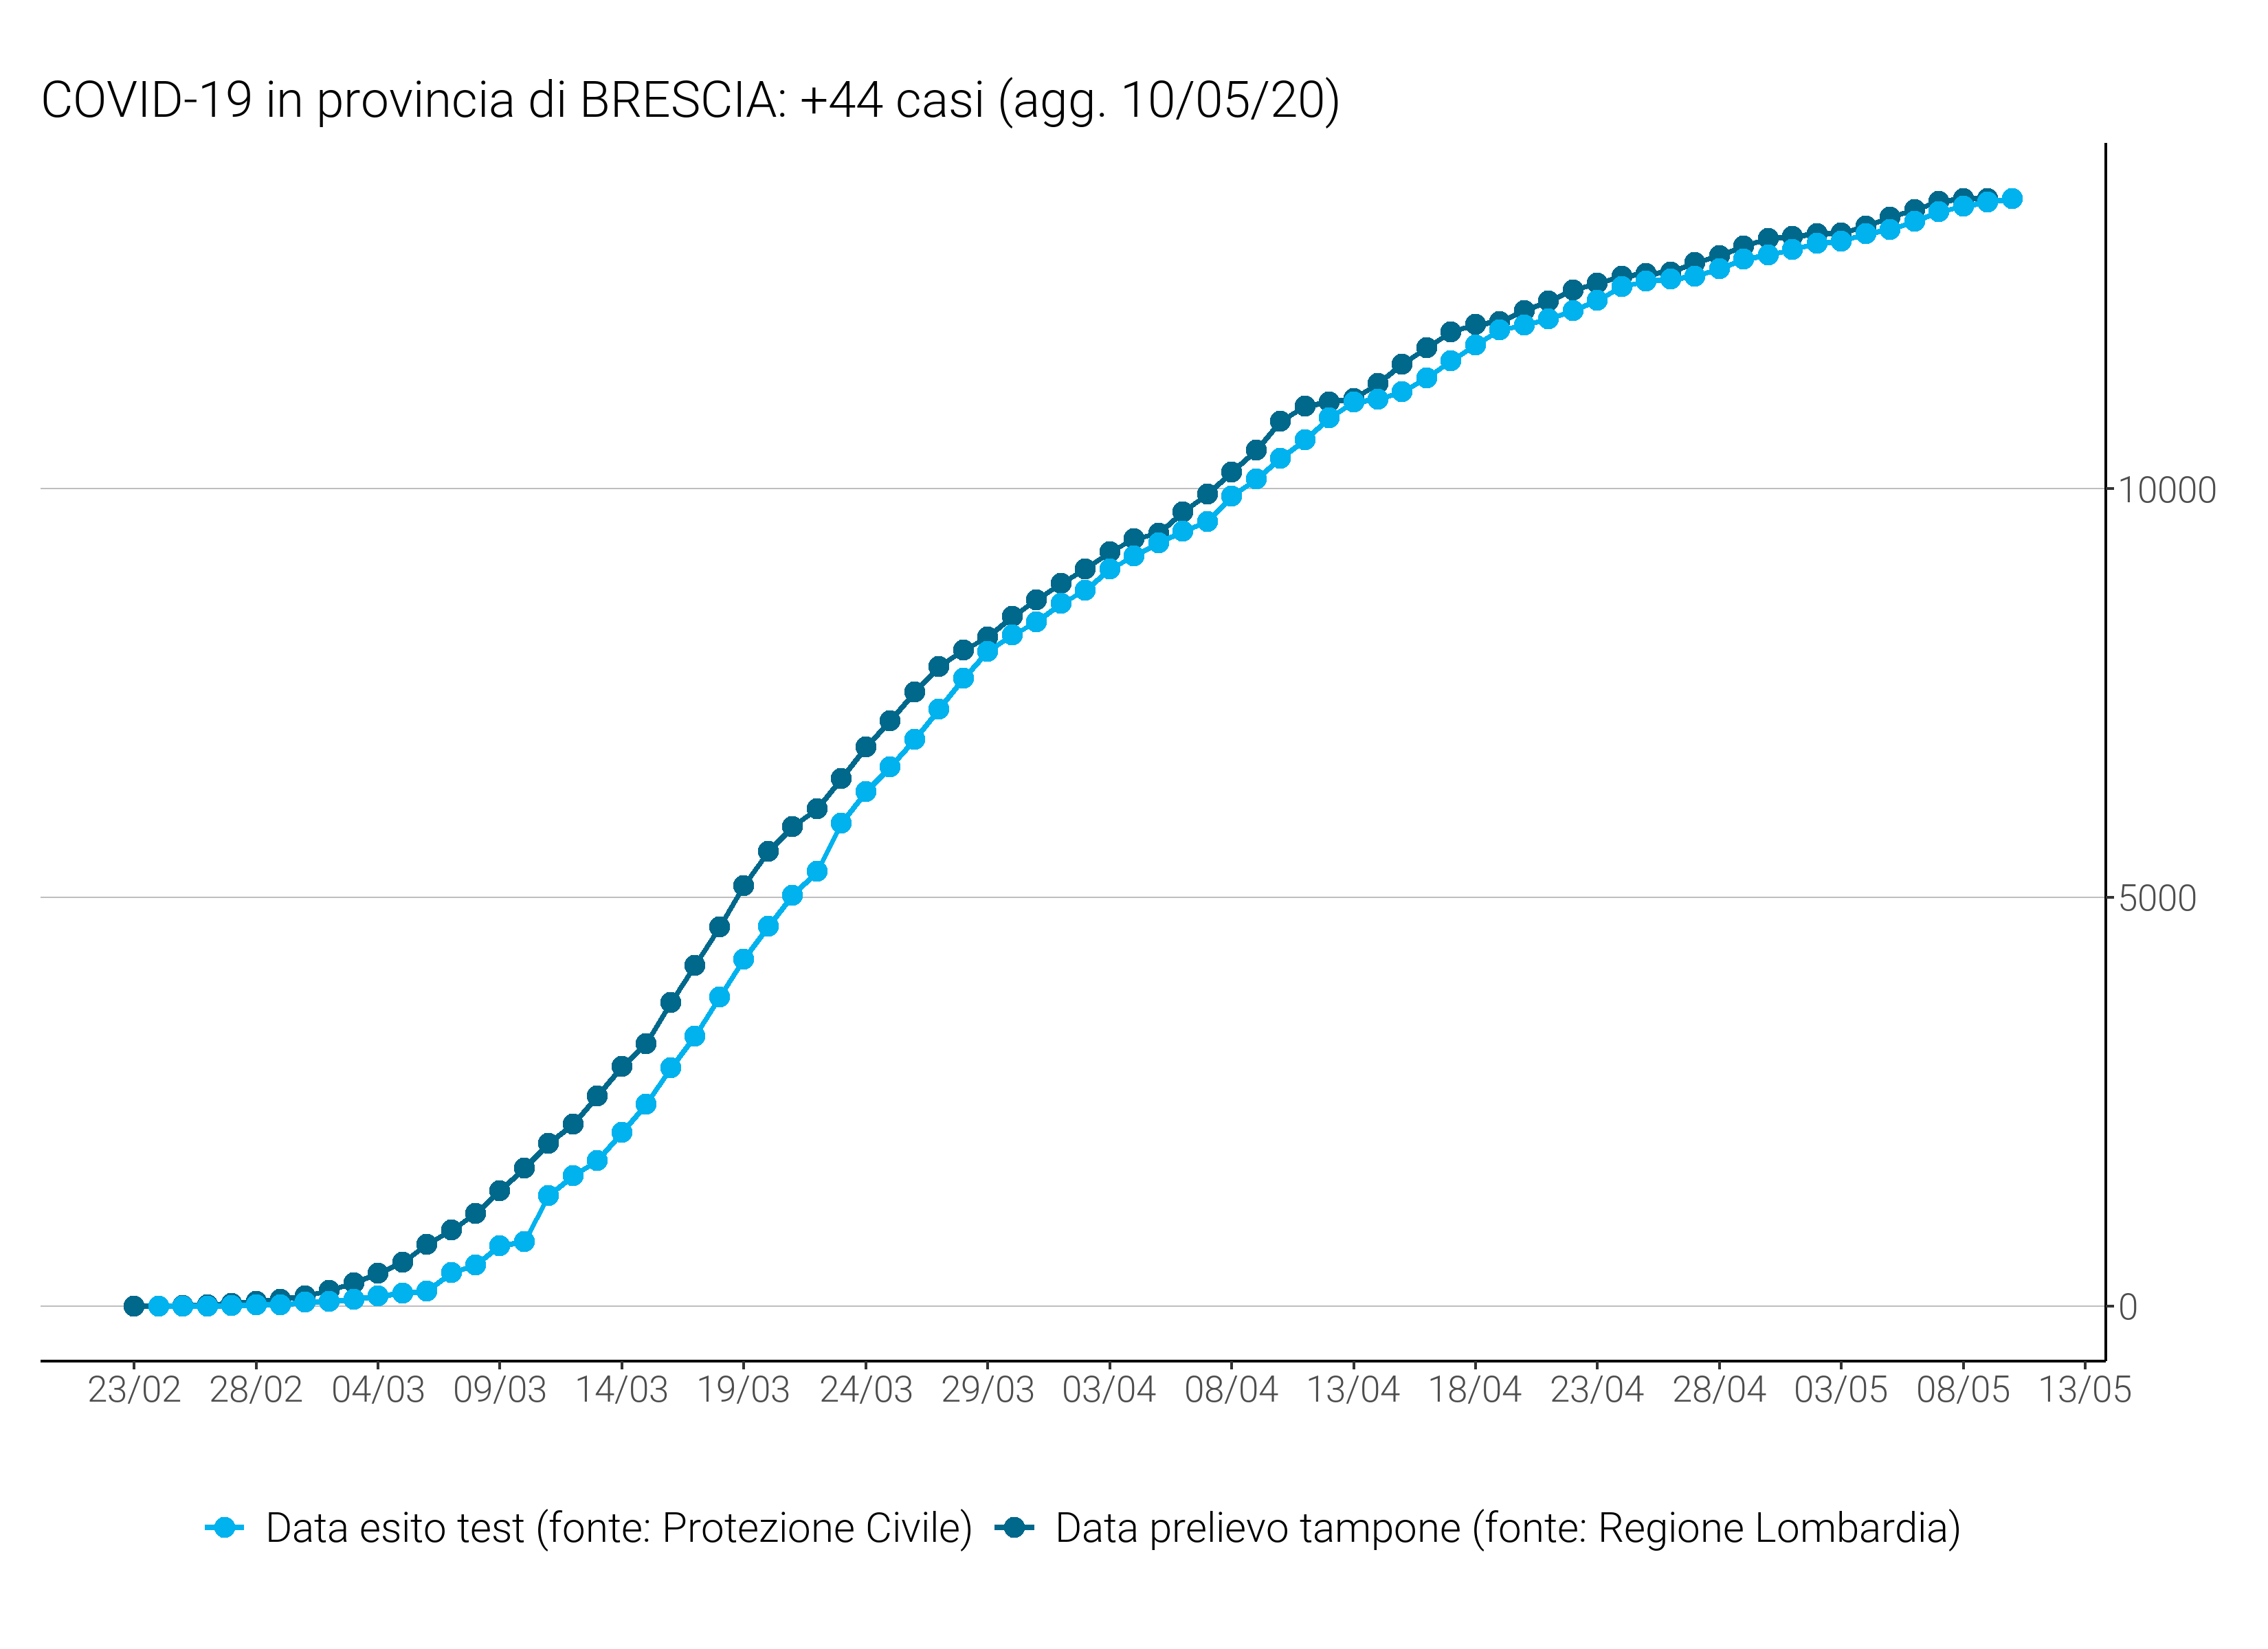 COVID-19 in provincia di BRESCIA: +44 casi (agg. 10/05/20)
10000
5000
0
23/02 28/02 04/03 09/03 14/03 19/03 24/03 29/03 03/04 08/04 13/04 18/04 23/04 28/04 03/05 08/05 13/05
Data esito test (fonte: Protezione Civile) Data prelievo tampone (fonte: Regione Lombardia)